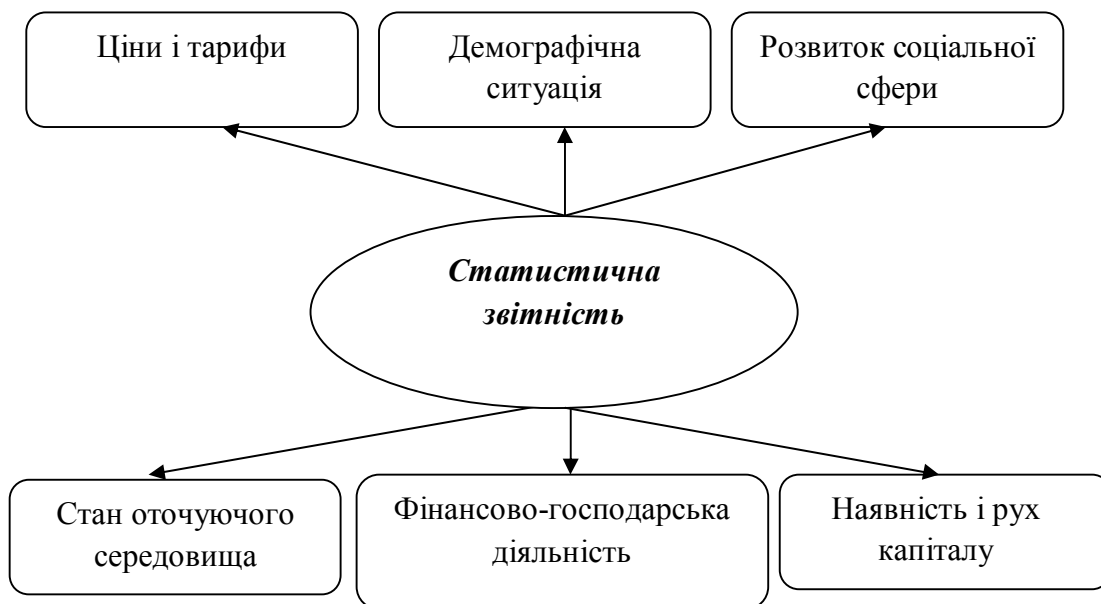 Ціни і тарифи
Демографічна
ситуація
Розвиток соціальної
сфери
Статистична
звітність
Стан оточуючого
середовища
Фінансово-господарська
діяльність
Наявність і рух
капіталу